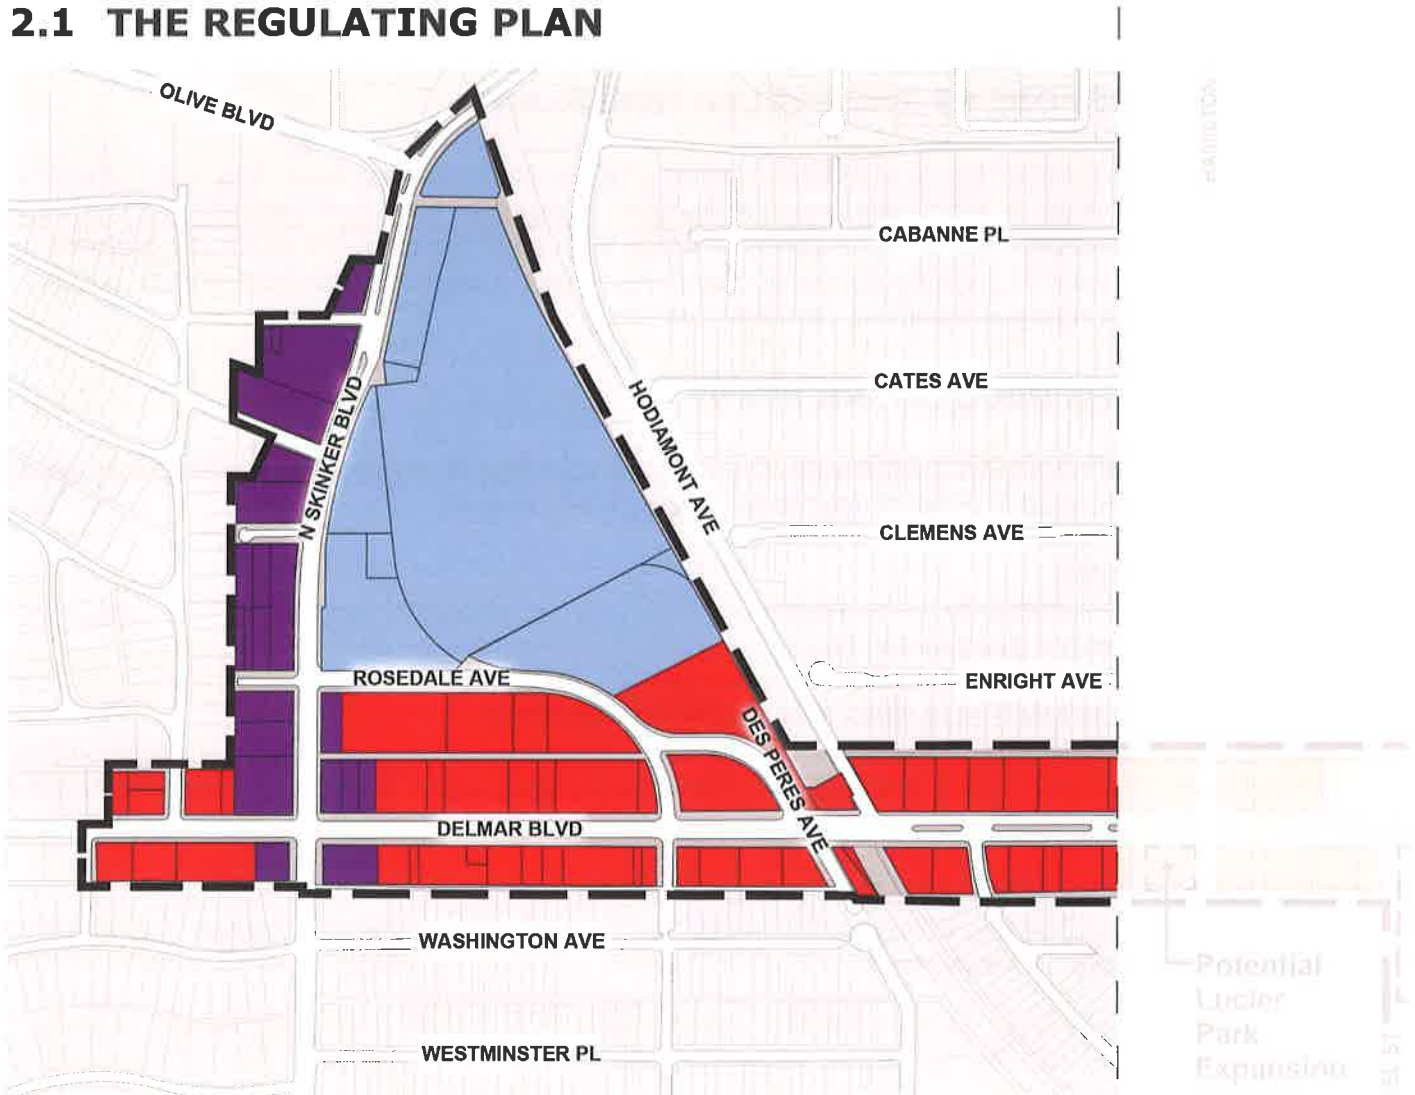 2.1 THE REGULATING PLAN
OLIVE BLVD
HAMILTON
CABANNE PL
CATES AVE
HODIAMONT AVE
N SKINKER BLVD
CLEMENS AVE
ROSEDALE AVE
ENRIGHT AVE
DES PERES AVE
DELMAR BLVD
WASHINGTON AVE
Potential
Lucier
Park
Expansion
WESTMINSTER PL